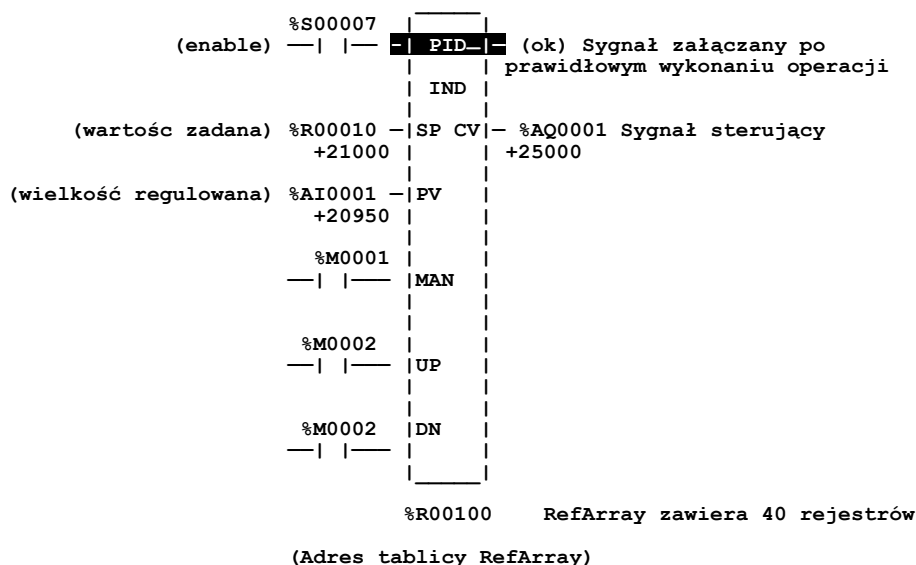 %S00007
(enable) —| |— -| PID_|— (ok) Sygnał załączany po
prawidłowym wykonaniu operacji
IND
(wartośc zadana) %R00010 —|SP CV|— %AQ0001 Sygnał sterujący
+21000 | | +25000
(wielkość regulowana) %AI0001 —|PV
+20950
%M0001
—| |—— |MAN
%M0002
—| |—— |UP
%M0002 |DN
—| |——
%R00100 RefArray zawiera 40 rejestrów
(Adres tablicy RefArray)